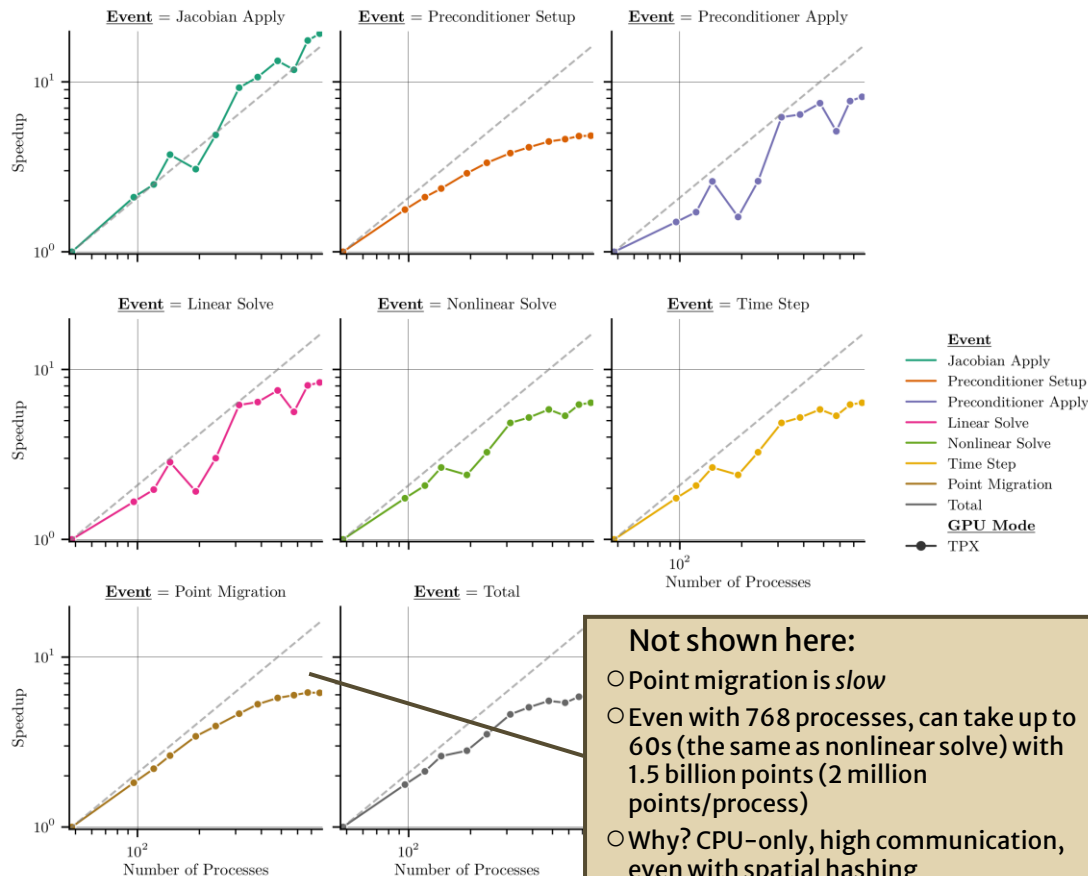 Event = Jacobian Apply
Event = Preconditioner Setup
Event = Preconditioner Apply
10¹
10⁰
Speedup
Event = Linear Solve
Event = Nonlinear Solve
Event = Time Step
10¹
10⁰
Speedup
10²
Number of Processes
Event
Jacobian Apply
Preconditioner Setup
Preconditioner Apply
Linear Solve
Nonlinear Solve
Time Step
Point Migration
Total
GPU Mode
TPX
Event = Point Migration
Event = Total
10¹
10⁰
Speedup
10²
Number of Processes
10²
Number of Processes
Not shown here:
○ Point migration is slow
○ Even with 768 processes, can take up to
60s (the same as nonlinear solve) with
1.5 billion points (2 million
points/process)
○ Why? CPU-only, high communication,
even with spatial hashing